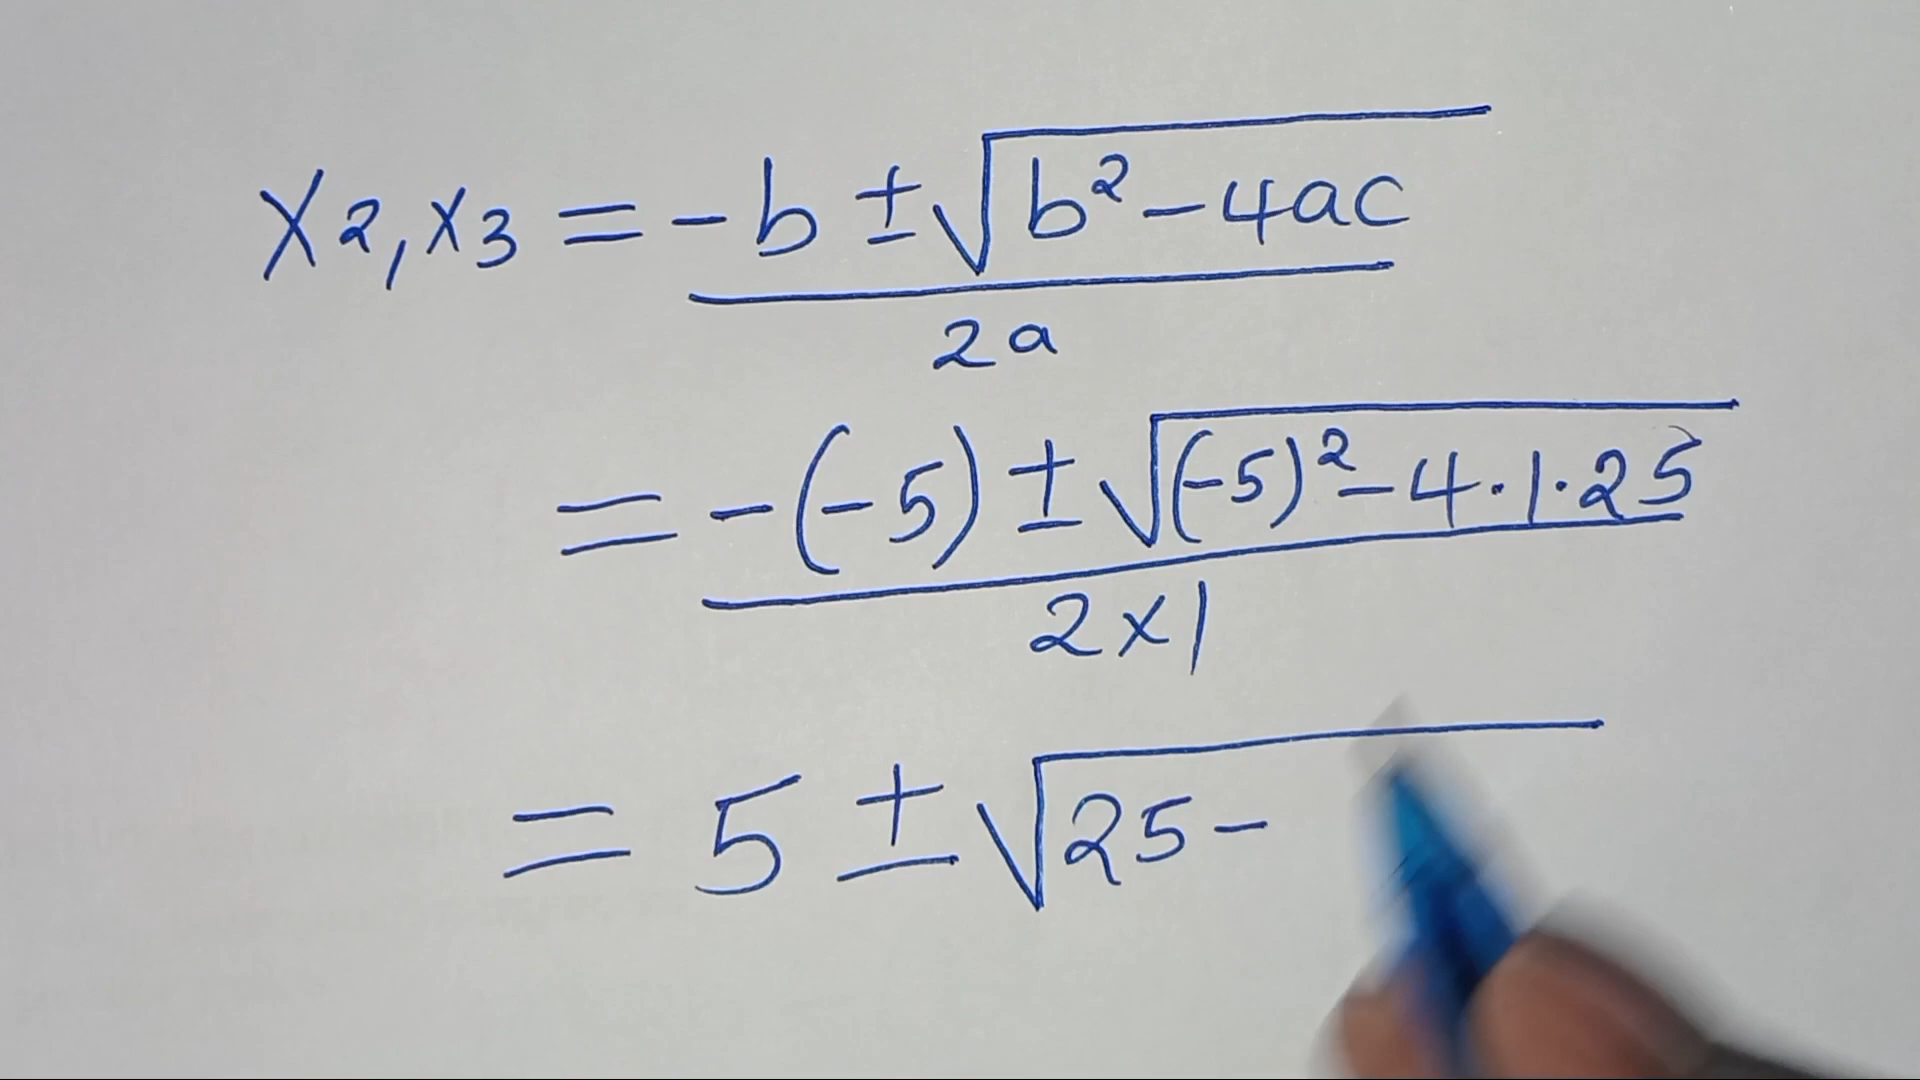 X2,x3 = -b ± √b² - 4ac
2a
= -(-5) ± √(-5)² - 4·1·25
2×1
= 5 ± √25 -